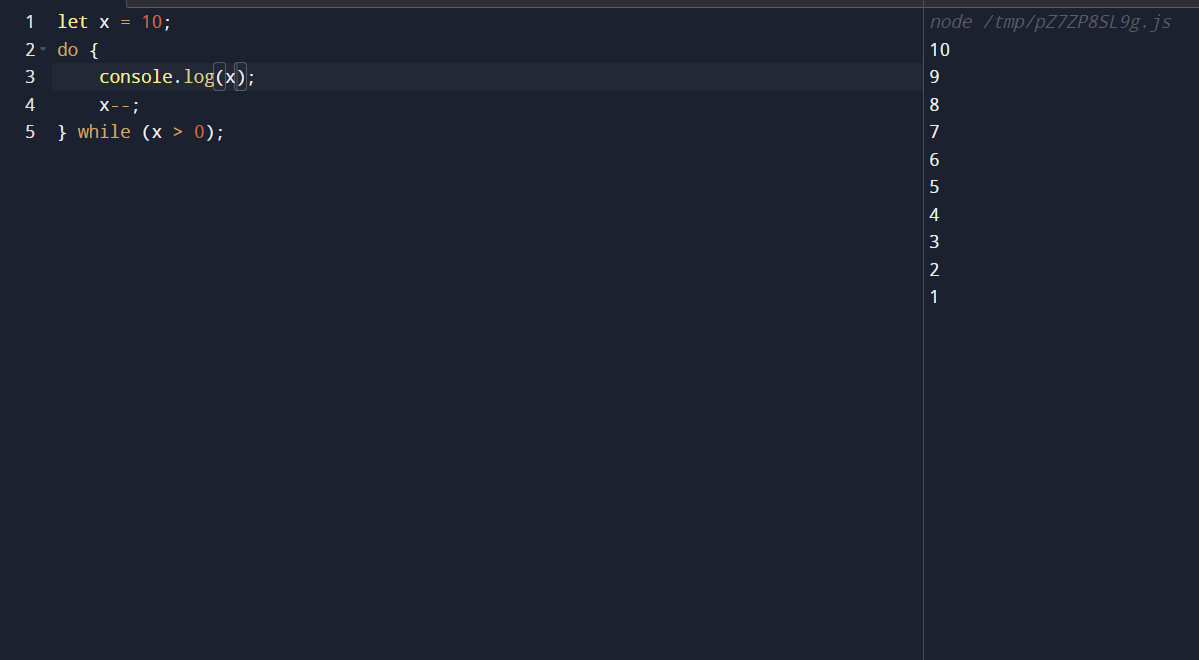 1 let x = 10;
2 do {
3     console.log(x);
4     x--;
5 } while (x > 0);
node /tmp/pZ7ZP8SL9g.js
10
9
8
7
6
5
4
3
2
1